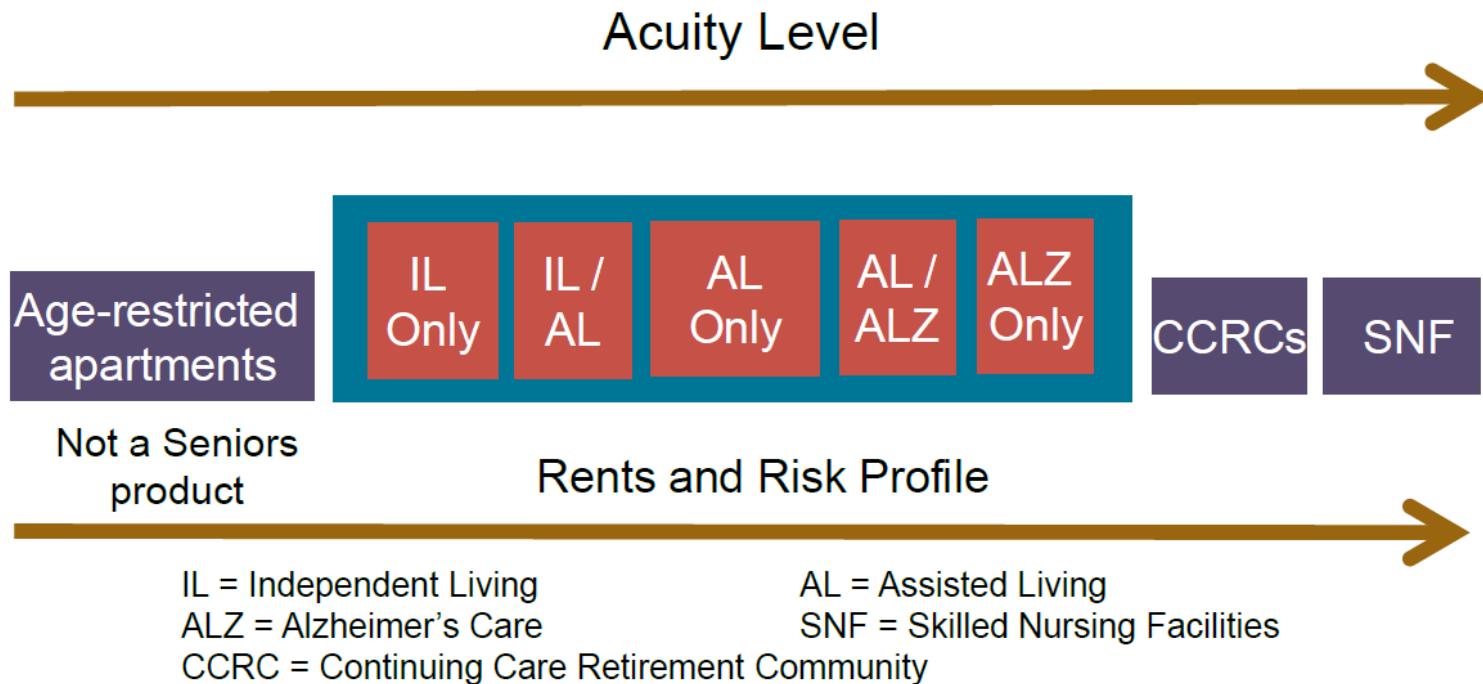 Acuity Level
Age-restricted
apartments
IL
Only
IL /
AL
AL
Only
AL /
ALZ
ALZ
Only
CCRCs
SNF
Not a Seniors
product
Rents and Risk Profile
IL = Independent Living
AL = Assisted Living
ALZ = Alzheimer’s Care
SNF = Skilled Nursing Facilities
CCRC = Continuing Care Retirement Community